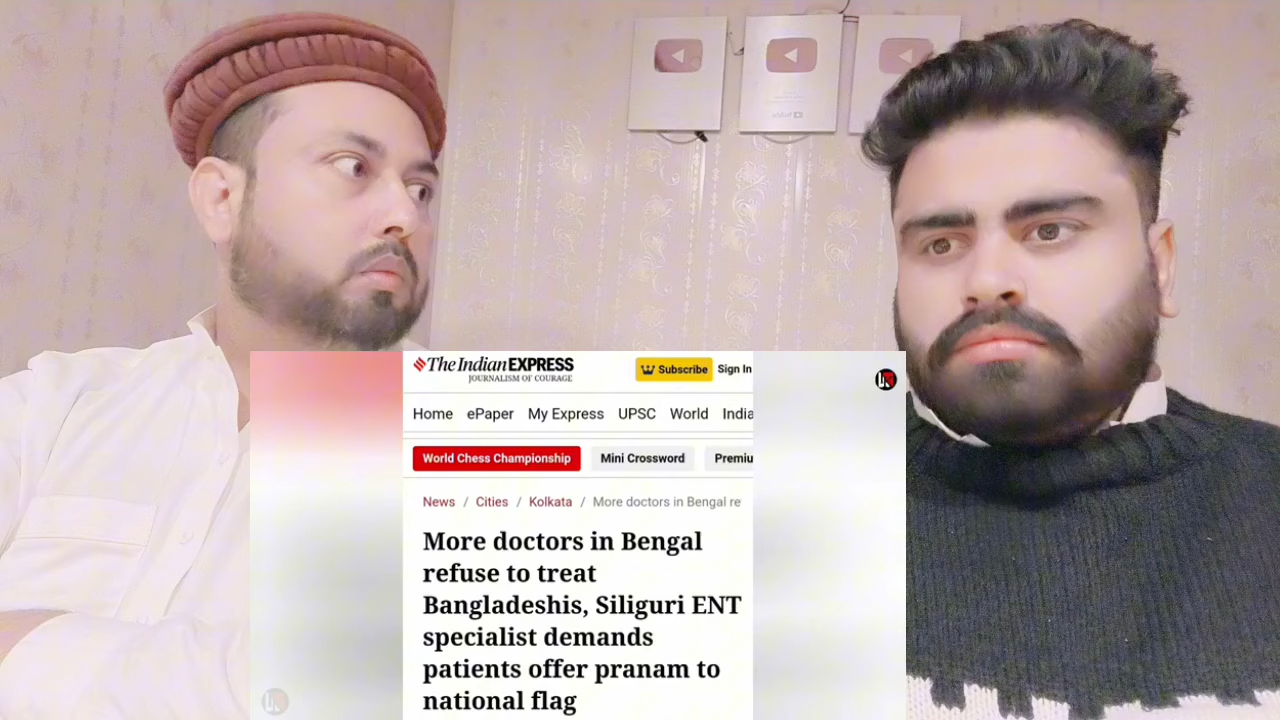 The Indian EXPRESS
JOURNALISM OF COURAGE
Subscribe Sign In
Home ePaper My Express UPSC World India
World Chess Championship Mini Crossword Premiu
News / Cities / Kolkata / More doctors in Bengal re
More doctors in Bengal
refuse to treat
Bangladeshis, Siliguri ENT
specialist demands
patients offer pranam to
national flag